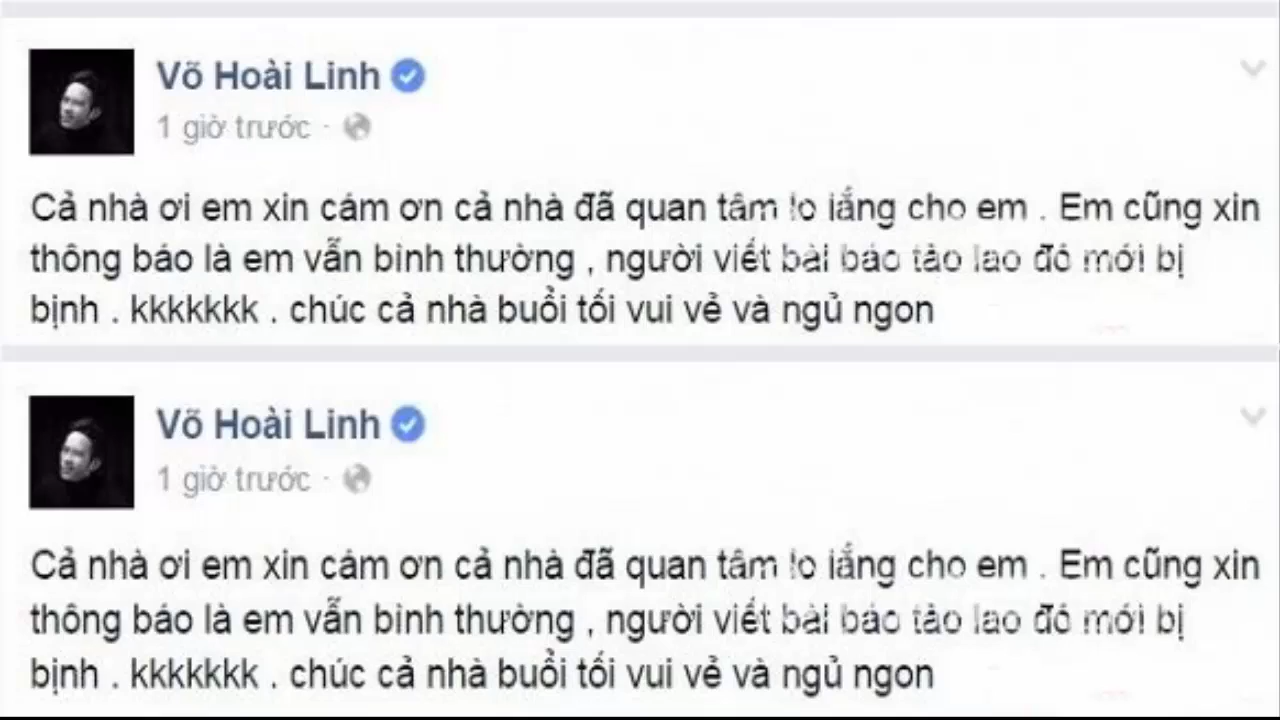 Võ Hoài Linh
1 giờ trước ·
Cả nhà ơi em xin cám ơn cả nhà đã quan tâm lo lắng cho em . Em cũng xin
thông báo là em vẫn bình thường , người viết bài báo tào lao đó mới bị
bịnh . kkkkkkk . chúc cả nhà buổi tối vui vẻ và ngủ ngon
Võ Hoài Linh
1 giờ trước ·
Cả nhà ơi em xin cám ơn cả nhà đã quan tâm lo lắng cho em . Em cũng xin
thông báo là em vẫn bình thường , người viết bài báo tào lao đó mới bị
bịnh . kkkkkkk . chúc cả nhà buổi tối vui vẻ và ngủ ngon